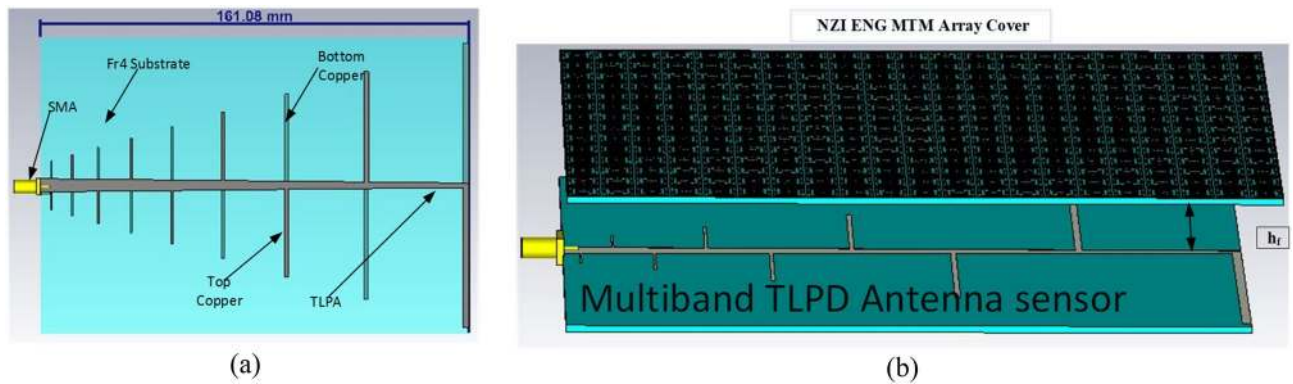 161.08 mm
Fr4 Substrate
Bottom
Copper
SMA
Top
Copper
TLPA
(a)
NZI ENG MTM Array Cover
hf
Multiband TLPD Antenna sensor
(b)